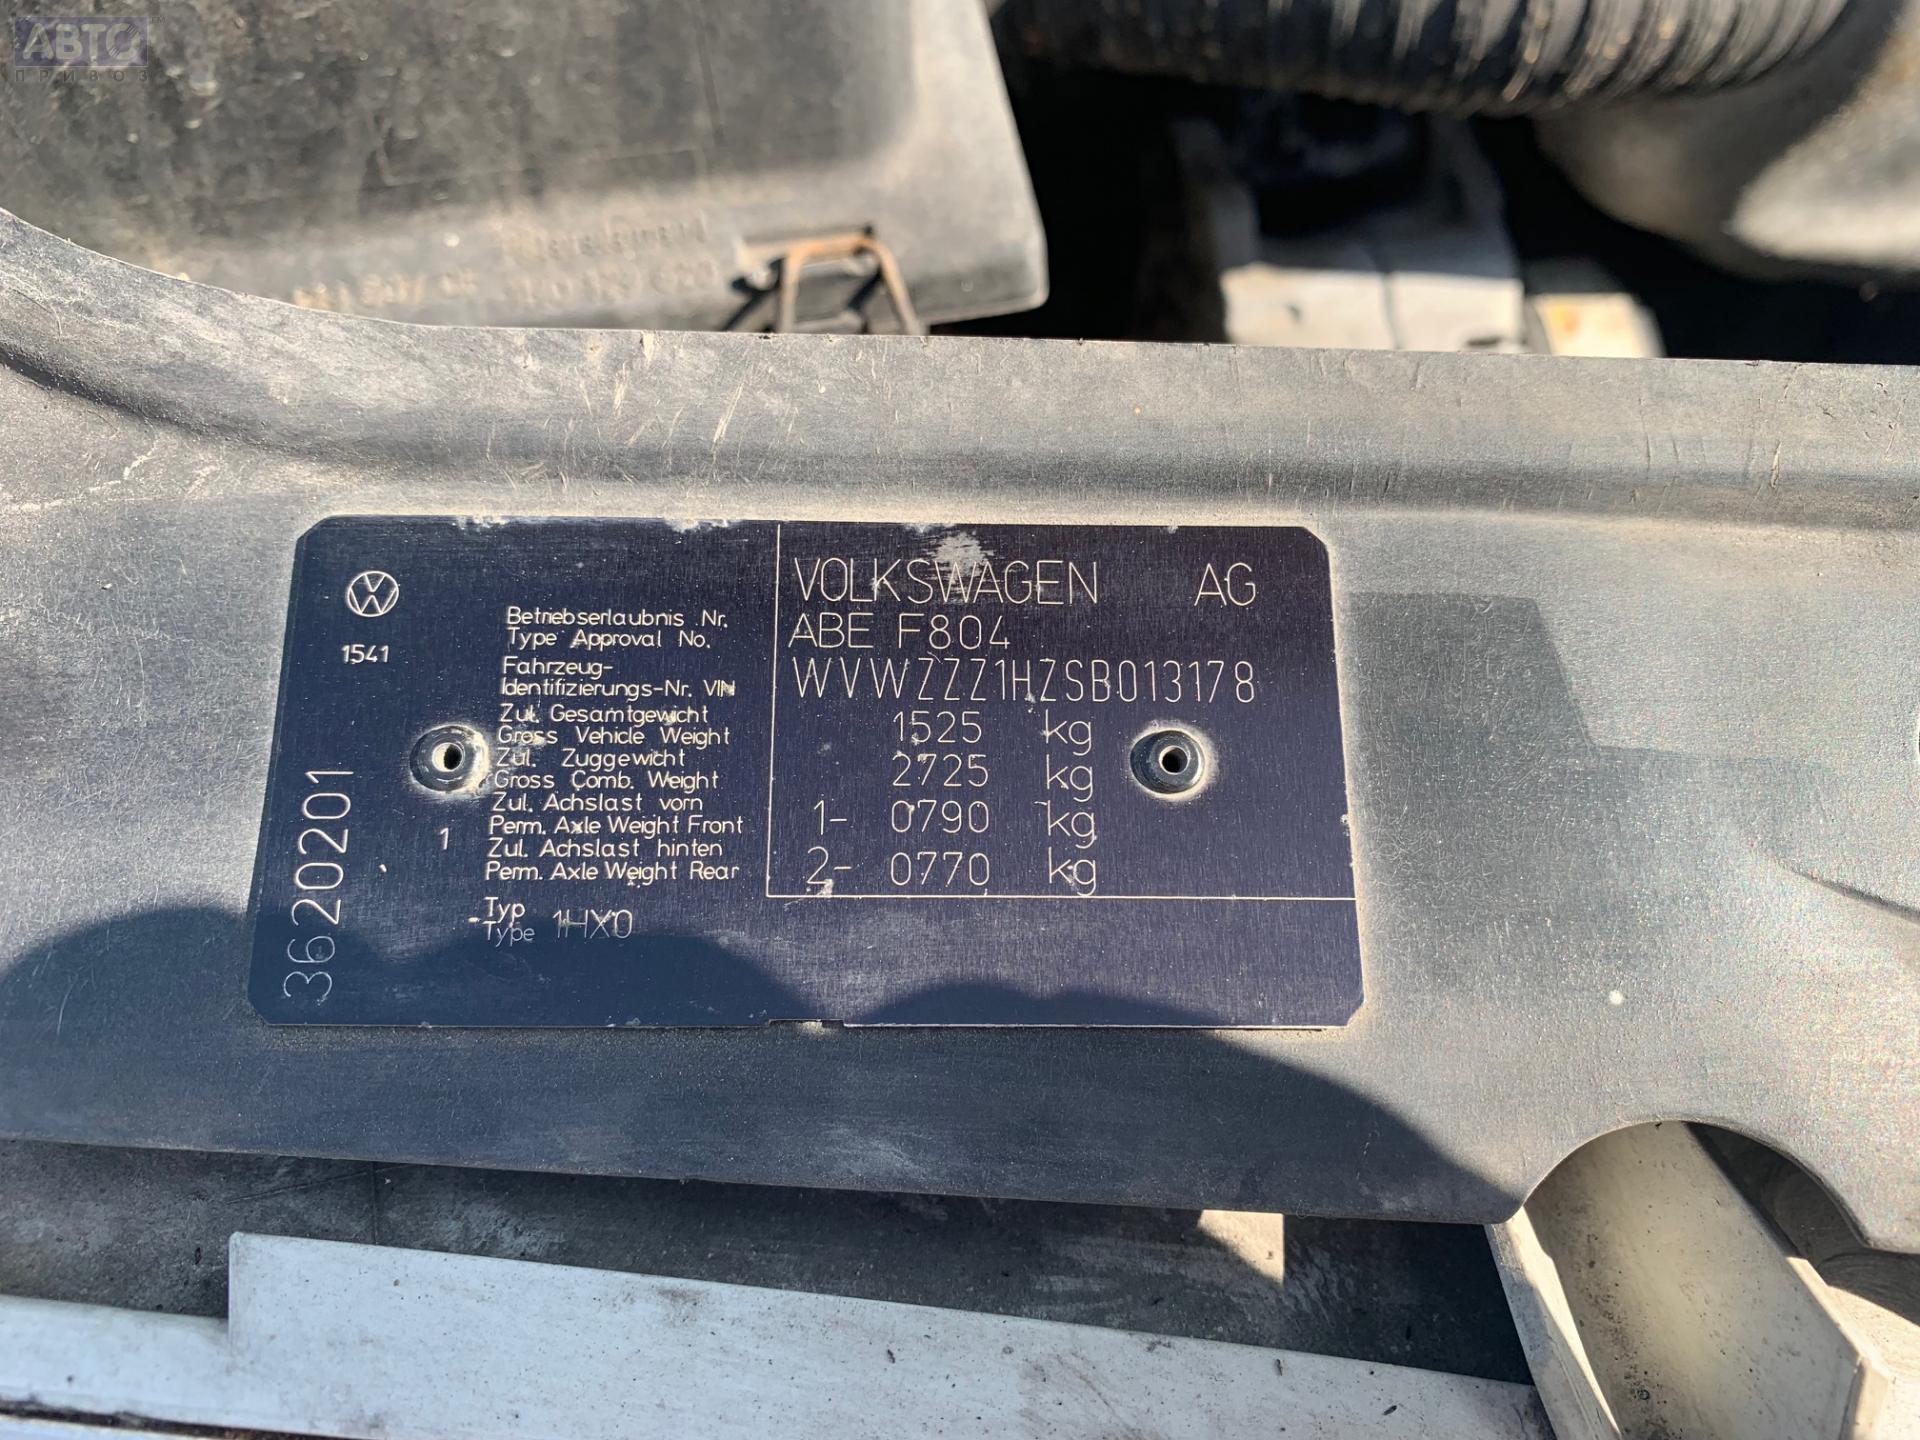 АВТО
ПРИВОЗ
VOLKSWAGEN AG
1541
Betriebserlaubnis Nr.
Type Approval No.
ABE F804
Fahrzeug-
Identifizierungs-Nr. VIN
WVWZZZ1HZSB013178
Zul. Gesamtgewicht
Gross Vehicle Weight
1525 kg
Zul. Zuggewicht
Gross Comb. Weight
2725 kg
Zul. Achslast vorn
1 Perm. Axle Weight Front
1- 0790 kg
Zul. Achslast hinten
Perm. Axle Weight Rear
2- 0770 kg
Typ
Type 1HX0
3620201